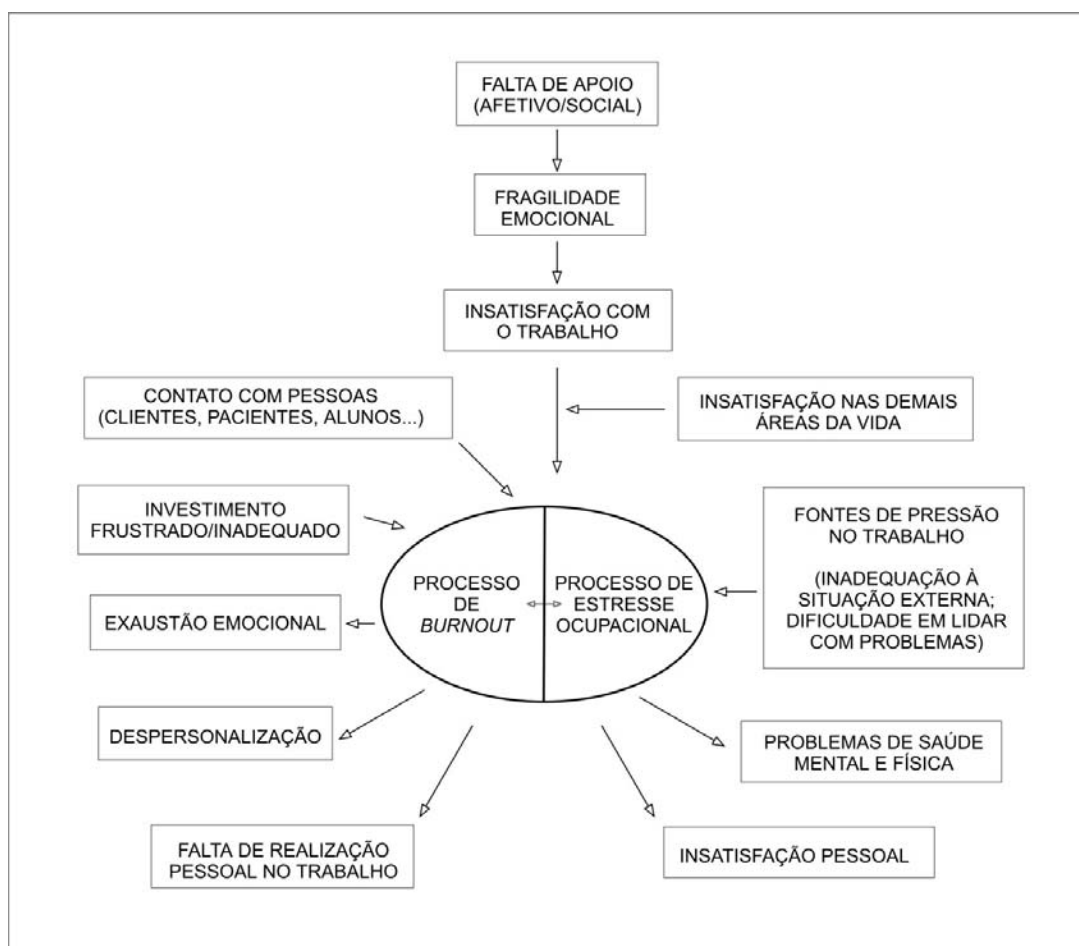 FALTA DE APOIO
(AFETIVO/SOCIAL)
FRAGILIDADE
EMOCIONAL
INSATISFAÇÃO COM
O TRABALHO
CONTATO COM PESSOAS
(CLIENTES, PACIENTES, ALUNOS...)
INSATISFAÇÃO NAS DEMAIS
ÁREAS DA VIDA
INVESTIMENTO
FRUSTRADO/INADEQUADO
FONTES DE PRESSÃO
NO TRABALHO
(INADEQUAÇÃO À
SITUAÇÃO EXTERNA;
DIFICULDADE EM LIDAR
COM PROBLEMAS)
PROCESSO
DE
BURNOUT
PROCESSO DE
ESTRESSE
OCUPACIONAL
EXAUSTÃO EMOCIONAL
DESPERSONALIZAÇÃO
PROBLEMAS DE SAÚDE
MENTAL E FÍSICA
FALTA DE REALIZAÇÃO
PESSOAL NO TRABALHO
INSATISFAÇÃO PESSOAL